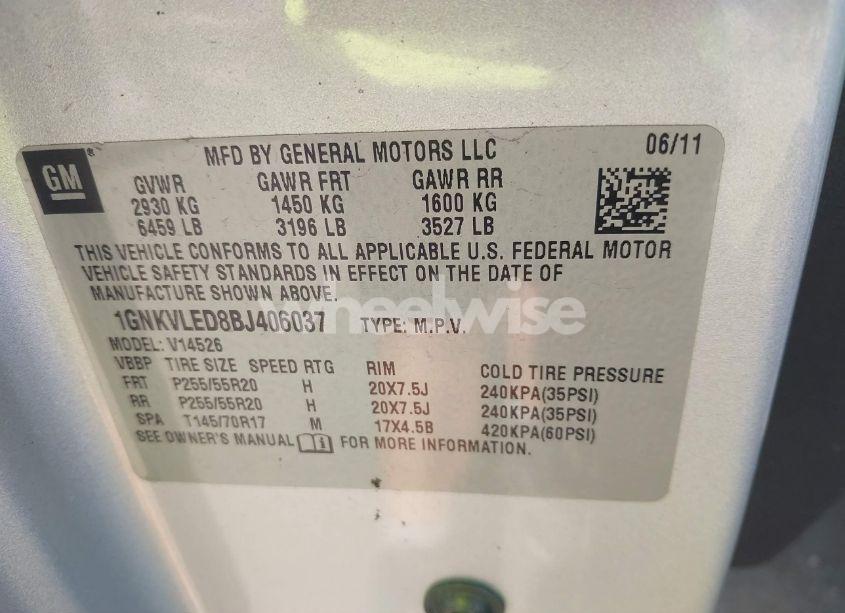 GM
MFD BY GENERAL MOTORS LLC 06/11
GVWR GAWR FRT GAWR RR
2930 KG 1450 KG 1600 KG
6459 LB 3196 LB 3527 LB
THIS VEHICLE CONFORMS TO ALL APPLICABLE U.S. FEDERAL MOTOR
VEHICLE SAFETY STANDARDS IN EFFECT ON THE DATE OF
MANUFACTURE SHOWN ABOVE.
wheelwise
1GNKVLED8BJ406037 TYPE: M.P.V.
MODEL: V14526
VBBP TIRE SIZE SPEED RTG RIM COLD TIRE PRESSURE
FRT P255/55R20 H 20X7.5J 240KPA(35PSI)
RR P255/55R20 H 20X7.5J 240KPA(35PSI)
SPA T145/70R17 M 17X4.5B 420KPA(60PSI)
SEE OWNER'S MANUAL FOR MORE INFORMATION.